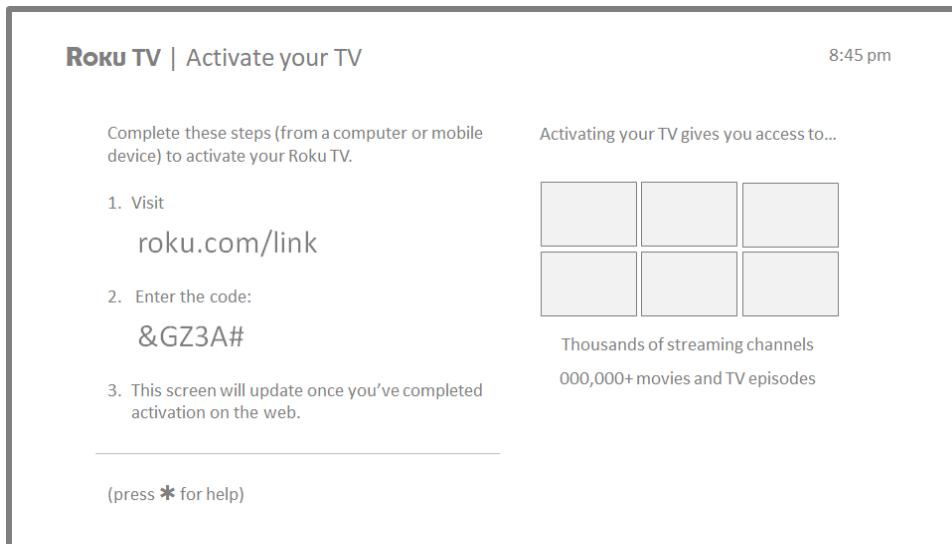 ROKU TV | Activate your TV
8:45 pm
Complete these steps (from a computer or mobile
device) to activate your Roku TV.
1. Visit
roku.com/link
2. Enter the code:
&GZ3A#
3. This screen will update once you've completed
activation on the web.
(press * for help)
Activating your TV gives you access to...
Thousands of streaming channels
000,000+ movies and TV episodes